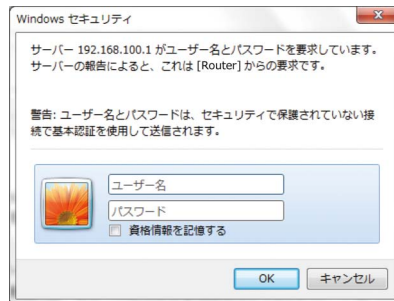 Windows セキュリティ
サーバー 192.168.100.1 がユーザー名とパスワードを要求しています。
サーバーの報告によると、これは [Router] からの要求です。
警告: ユーザー名とパスワードは、セキュリティで保護されていない接
続で基本認証を使用して送信されます。
ユーザー名
パスワード
資格情報を記憶する
OK
キャンセル